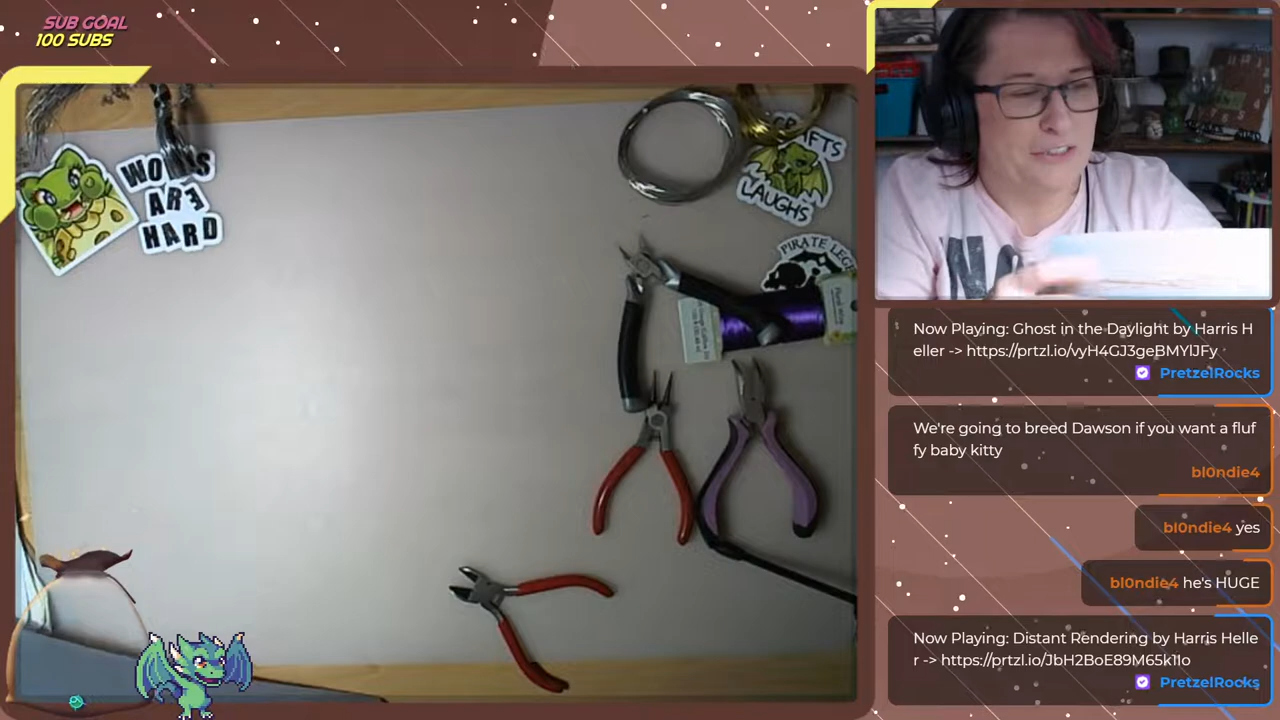 SUB GOAL
100 SUBS
WORDS
ARE
HARD
CRAFTS
LAUGHS
PIRATE
Now Playing: Ghost in the Daylight by Harris H
eller -> https://prtzl.io/vyH4GJ3geBMYlJFy
PretzelRocks
We're going to breed Dawson if you want a fluf
fy baby kitty
bl0ndie4
bl0ndie4 yes
bl0ndie4 he's HUGE
Now Playing: Distant Rendering by Harris Helle
r -> https://prtzl.io/JbH2BoE89M65k11o
PretzelRocks